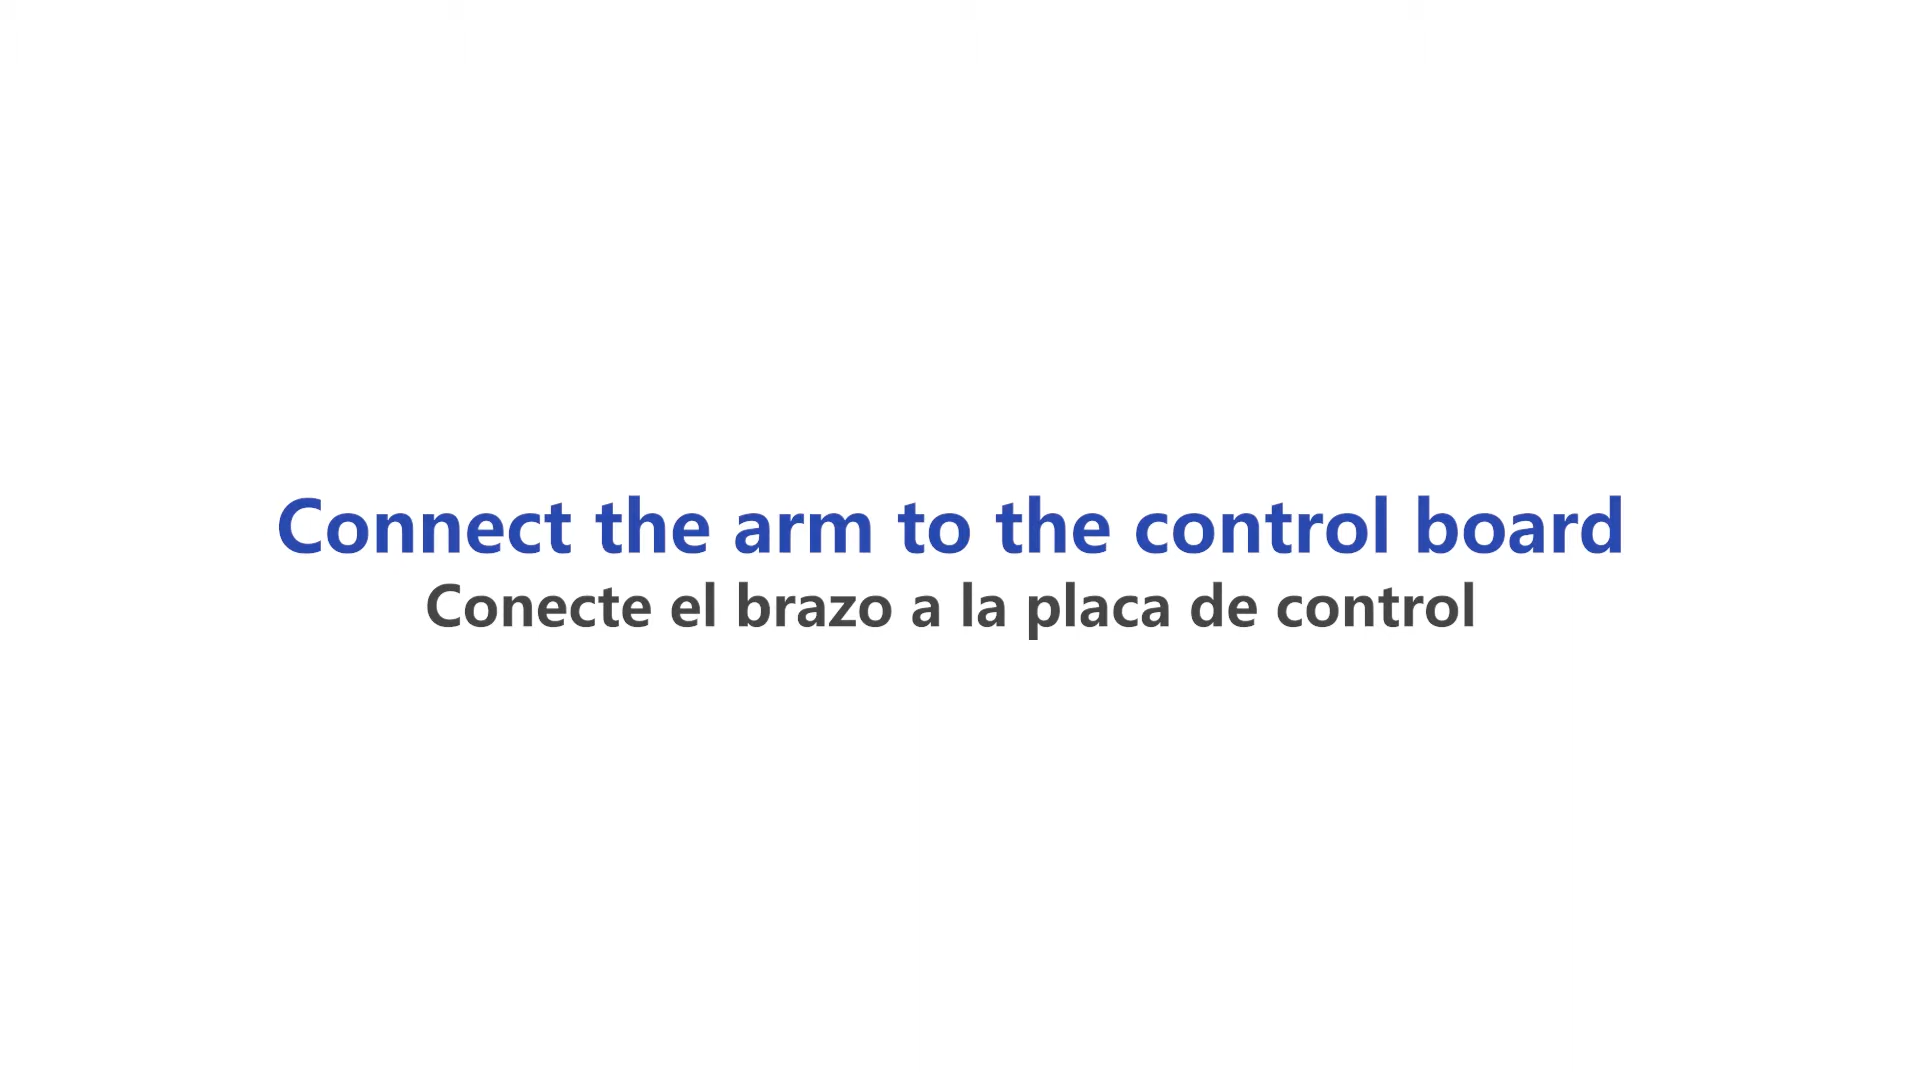 Connect the arm to the control board
Conecte el brazo a la placa de control